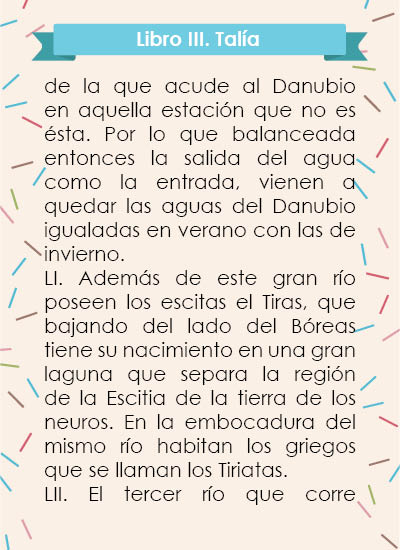 Libro III. Talía
de la que acude al Danubio
en aquella estación que no es
ésta. Por lo que balanceada
entonces la salida del agua
como la entrada, vienen a
quedar las aguas del Danubio
igualadas en verano con las de
invierno.
LI. Además de este gran río
poseen los escitas el Tiras, que
bajando del lado del Bóreas
tiene su nacimiento en una gran
laguna que separa la región
de la Escitia de la tierra de los
neuros. En la embocadura del
mismo río habitan los griegos
que se llaman los Tiriatas.
LII. El tercer río que corre